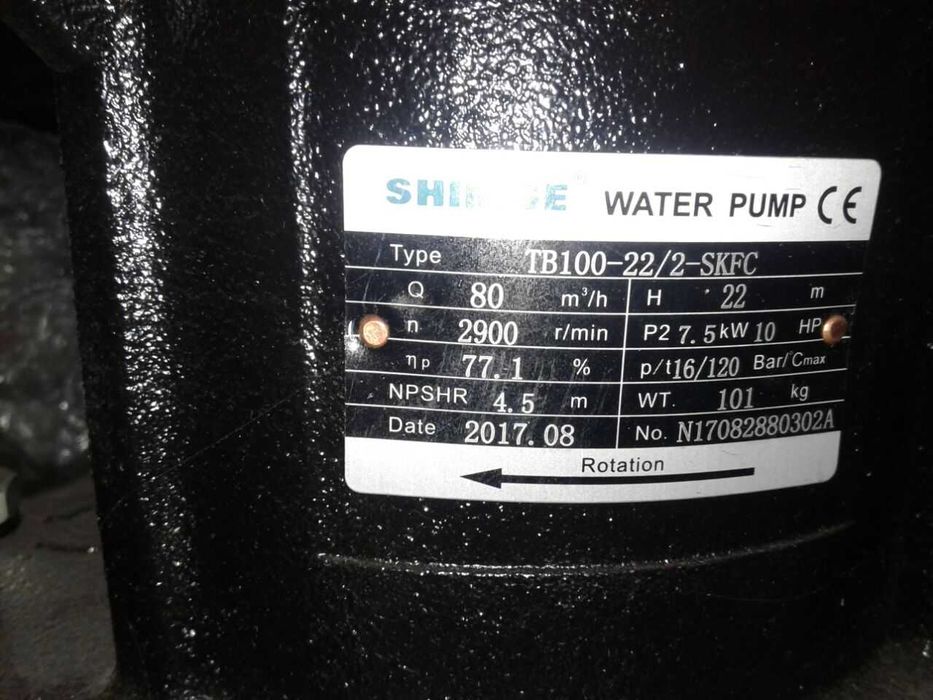 WATER PUMP CE
Type TB100-22/2-SKFC
Q 80 m³/h H 22 m
n 2900 r/min P2 7.5 kW 10 HP
ηp 77.1 % p/t 16/120 Bar/°Cmax
NPSHR 4.5 m WT. 101 kg
Date 2017.08 No. N17082880302A
Rotation